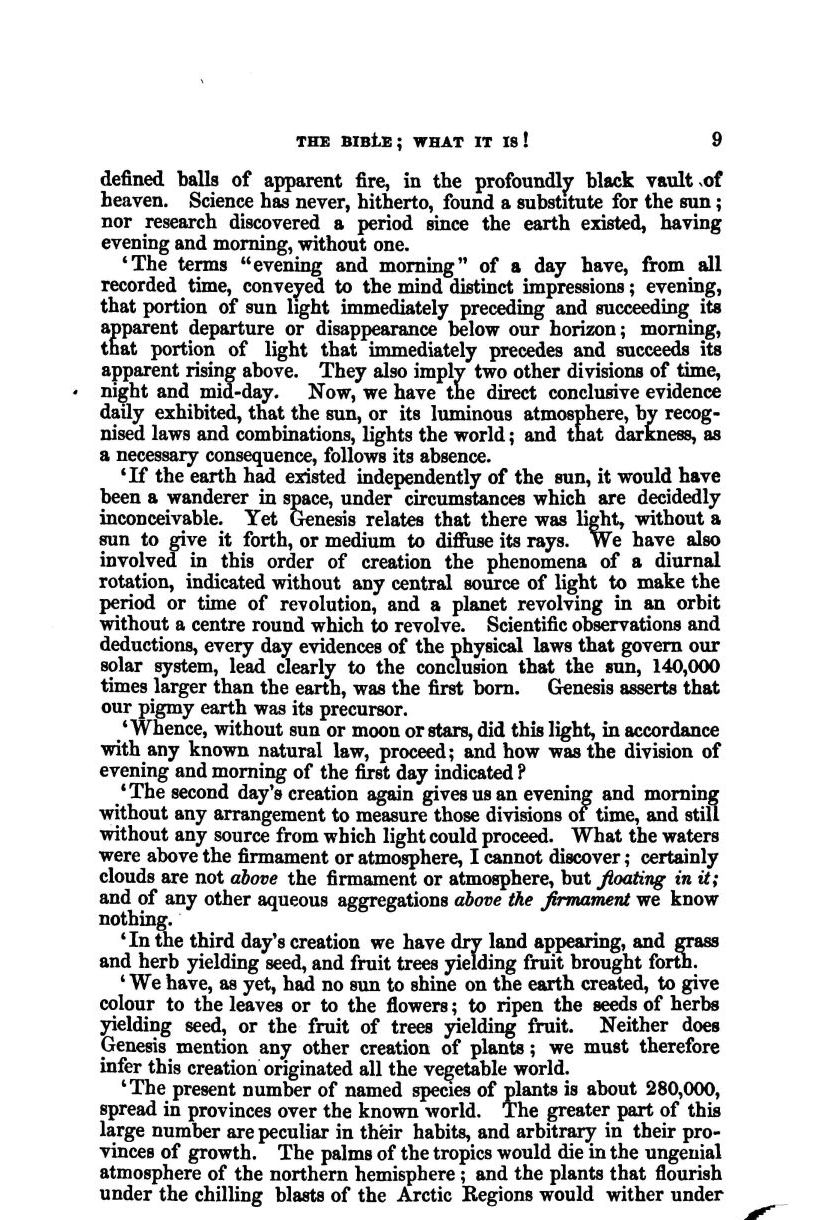 THE BIBLE; WHAT IT IS! 9
defined balls of apparent fire, in the profoundly black vault of
heaven. Science has never, hitherto, found a substitute for the sun;
nor research discovered a period since the earth existed, having
evening and morning, without one.
‘The terms “evening and morning” of a day have, from all
recorded time, conveyed to the mind distinct impressions; evening,
that portion of sun light immediately preceding and succeeding its
apparent departure or disappearance below our horizon; morning,
that portion of light that immediately precedes and succeeds its
apparent rising above. They also imply two other divisions of time,
night and mid-day. Now, we have the direct conclusive evidence
daily exhibited, that the sun, or its luminous atmosphere, by recog-
nised laws and combinations, lights the world; and that darkness, as
a necessary consequence, follows its absence.
‘If the earth had existed independently of the sun, it would have
been a wanderer in space, under circumstances which are decidedly
inconceivable. Yet Genesis relates that there was light, without a
sun to give it forth, or medium to diffuse its rays. We have also
involved in this order of creation the phenomena of a diurnal
rotation, indicated without any central source of light to make the
period or time of revolution, and a planet revolving in an orbit
without a centre round which to revolve. Scientific observations and
deductions, every day evidences of the physical laws that govern our
solar system, lead clearly to the conclusion that the sun, 140,000
times larger than the earth, was the first born. Genesis asserts that
our pigmy earth was its precursor.
‘Whence, without sun or moon or stars, did this light, in accordance
with any known natural law, proceed; and how was the division of
evening and morning of the first day indicated?
‘The second day’s creation again gives us an evening and morning
without any arrangement to measure those divisions of time, and still
without any source from which light could proceed. What the waters
were above the firmament or atmosphere, I cannot discover; certainly
clouds are not above the firmament or atmosphere, but floating in it;
and of any other aqueous aggregations above the firmament we know
nothing.
‘In the third day’s creation we have dry land appearing, and grass
and herb yielding seed, and fruit trees yielding fruit brought forth.
‘We have, as yet, had no sun to shine on the earth created, to give
colour to the leaves or to the flowers; to ripen the seeds of herbs
yielding seed, or the fruit of trees yielding fruit. Neither does
Genesis mention any other creation of plants; we must therefore
infer this creation originated all the vegetable world.
‘The present number of named species of plants is about 280,000,
spread in provinces over the known world. The greater part of this
large number are peculiar in their habits, and arbitrary in their pro-
vinces of growth. The palms of the tropics would die in the ungenial
atmosphere of the northern hemisphere; and the plants that flourish
under the chilling blasts of the Arctic Regions would wither under